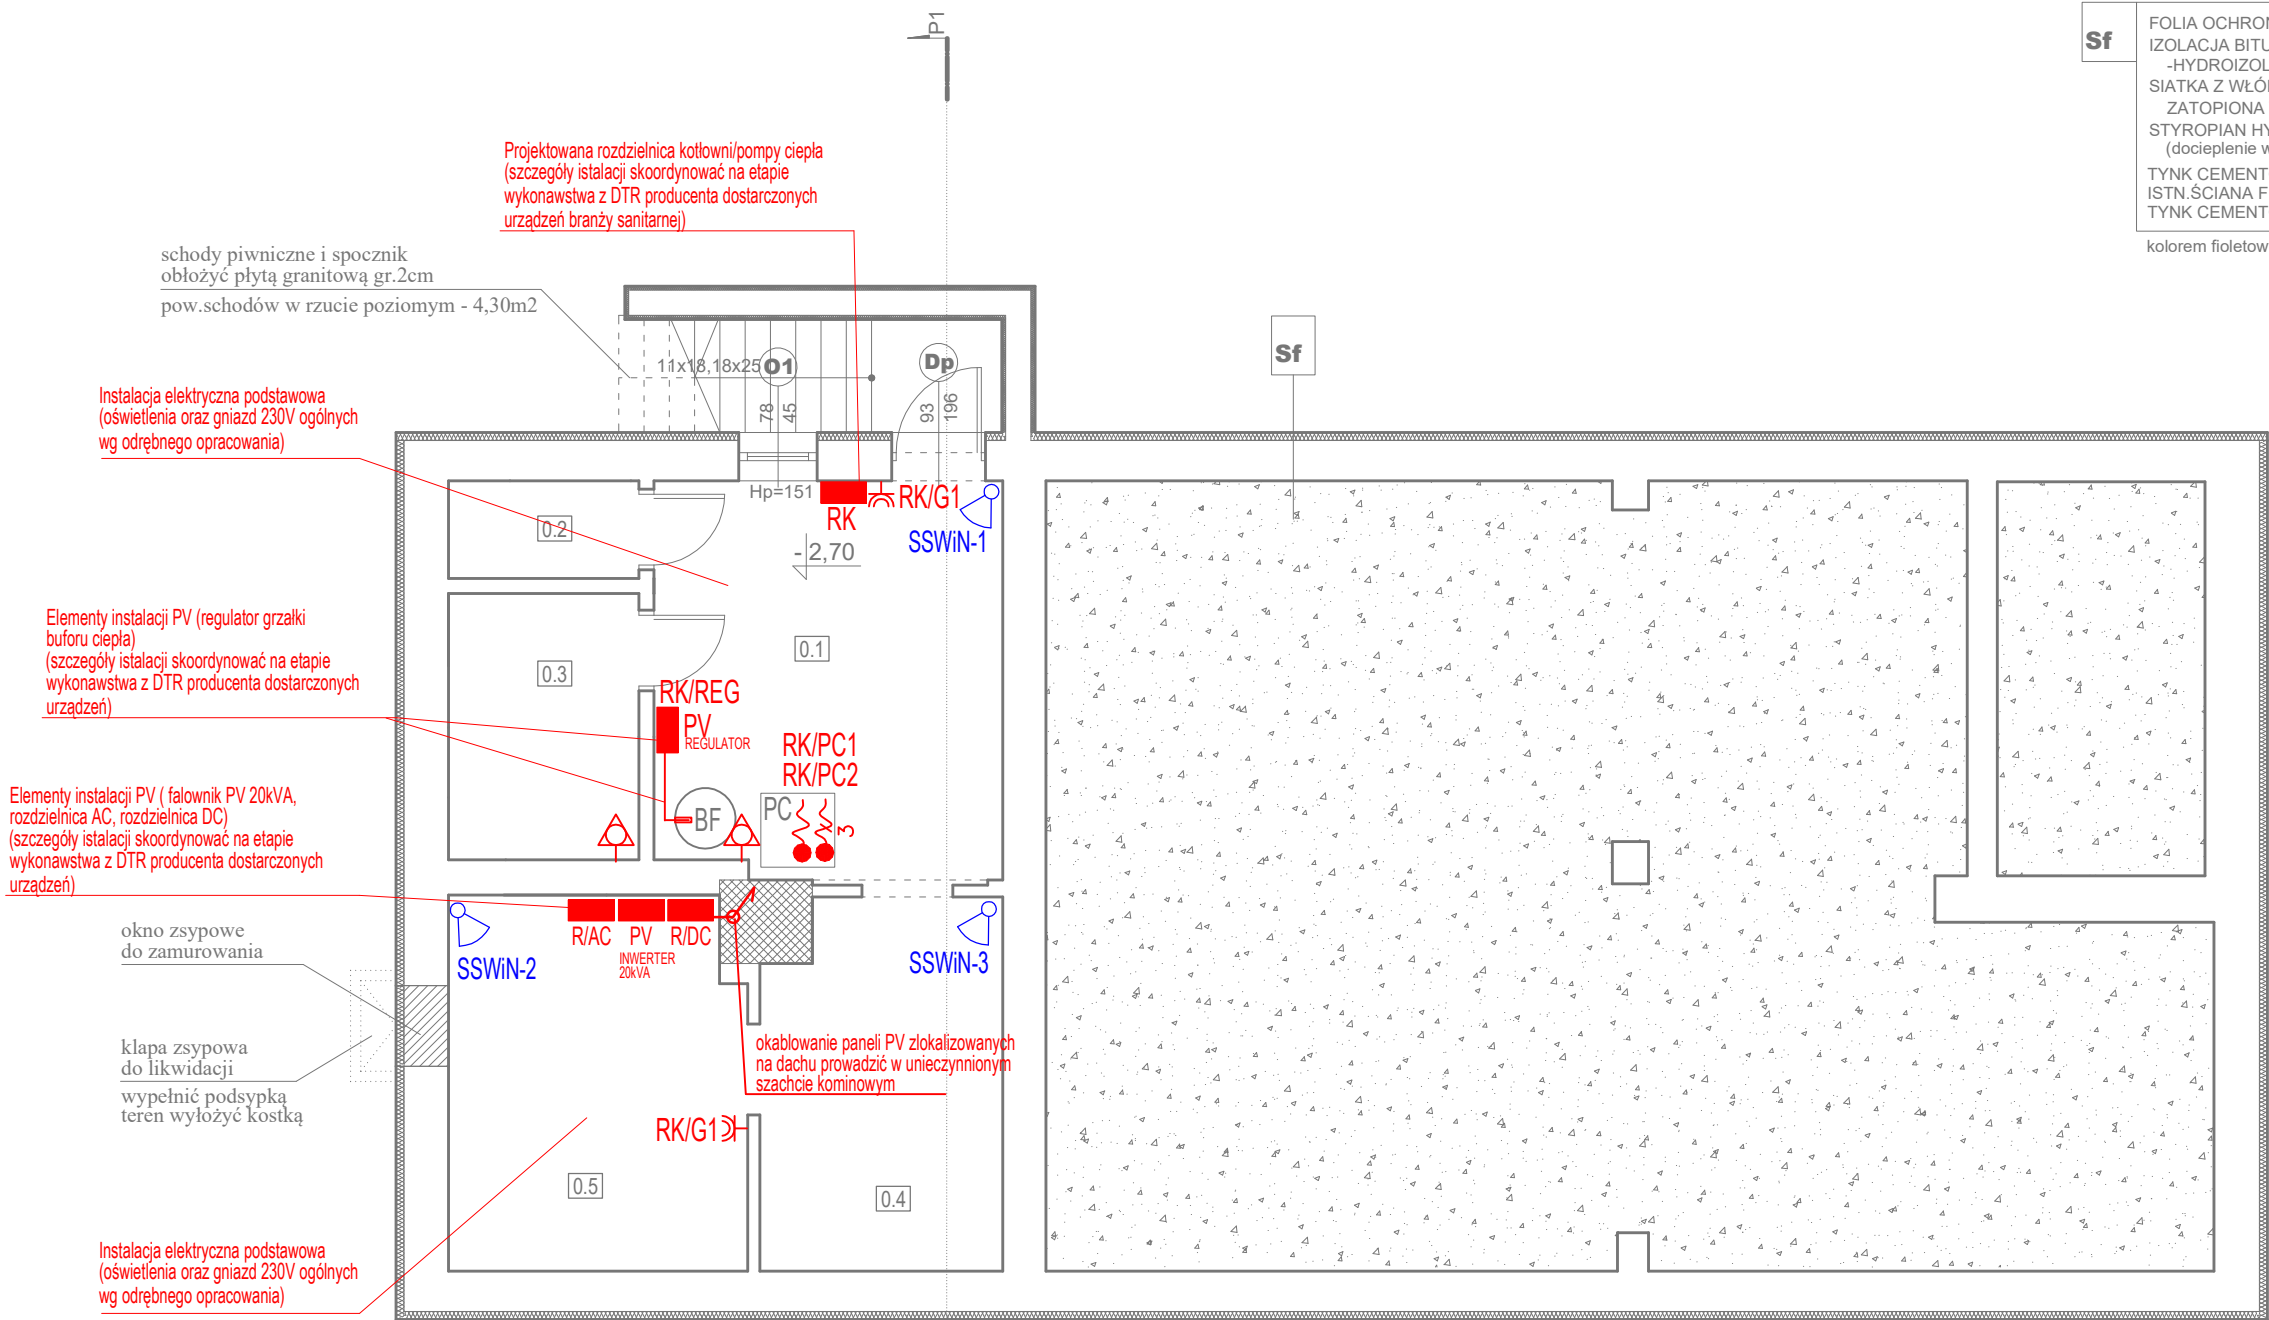 P1
Sf
FOLIA OCHRON
IZOLACJA BITU
-HYDROIZOL
SIATKA Z WŁÓ
ZATOPIONA
STYROPIAN HY
(docieplenie w
TYNK CEMENT
ISTN.ŚCIANA F
TYNK CEMENT
kolorem fioletow
Projektowana rozdzielnica kotłowni/pompy ciepła
(szczegóły istalacji skoordynować na etapie
wykonawstwa z DTR producenta dostarczonych
urządzeń branży sanitarnej)
schody piwniczne i spocznik
obłożyć płytą granitową gr.2cm
pow.schodów w rzucie poziomym - 4,30m2
11x18,18x25
O1
Dp
78
45
93
196
Sf
Instalacja elektryczna podstawowa
(oświetlenia oraz gniazd 230V ogólnych
wg odrębnego opracowania)
Hp=151
RK
RK/G1
SSWiN-1
-2,70
0.2
0.1
0.3
Elementy instalacji PV (regulator grzałki
buforu ciepła)
(szczegóły istalacji skoordynować na etapie
wykonawstwa z DTR producenta dostarczonych
urządzeń)
RK/REG
PV
REGULATOR
RK/PC1
RK/PC2
PC
3
BF
Elementy instalacji PV ( falownik PV 20kVA,
rozdzielnica AC, rozdzielnica DC)
(szczegóły istalacji skoordynować na etapie
wykonawstwa z DTR producenta dostarczonych
urządzeń)
R/AC PV R/DC
INWERTER
20kVA
SSWiN-2
SSWiN-3
okno zsypowe
do zamurowania
klapa zsypowa
do likwidacji
wypełnić podsypką
teren wyłożyć kostką
okablowanie paneli PV zlokalizowanych
na dachu prowadzić w unieczynnionym
szachcie kominowym
RK/G1
0.5
0.4
Instalacja elektryczna podstawowa
(oświetlenia oraz gniazd 230V ogólnych
wg odrębnego opracowania)